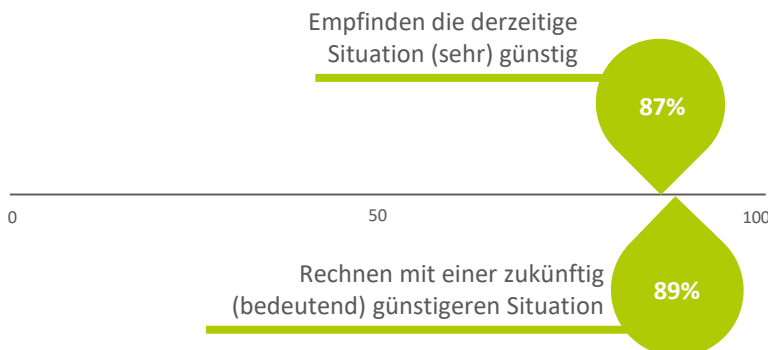 Empfinden die derzeitige
Situation (sehr) günstig
87%
0
50
100
Rechnen mit einer zukünftig
(bedeutend) günstigeren Situation
89%